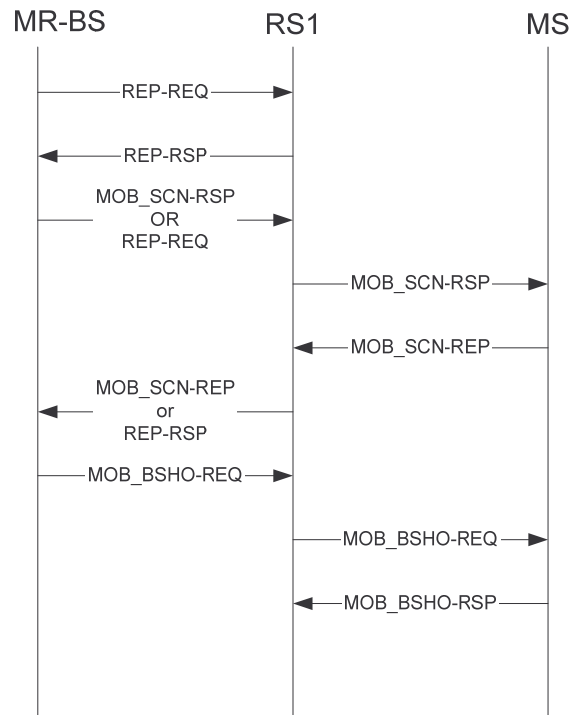 MR-BS RS1 MS
REP-REQ
REP-RSP
MOB_SCN-RSP
OR
REP-REQ
MOB_SCN-RSP
MOB_SCN-REP
MOB_SCN-REP
or
REP-RSP
MOB_BSHO-REQ
MOB_BSHO-REQ
MOB_BSHO-RSP